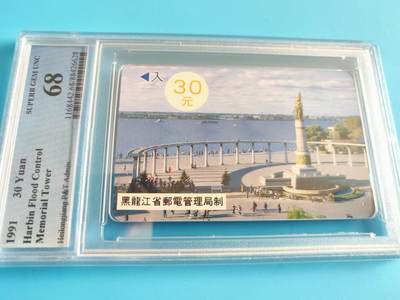 1991    30 Yuan
Harbin Flood Control
Memorial Tower
Heilongjiang P&T Admin.
SUPERB GEM UNC
68
入
30
元
黑龍江省郵電管理局制